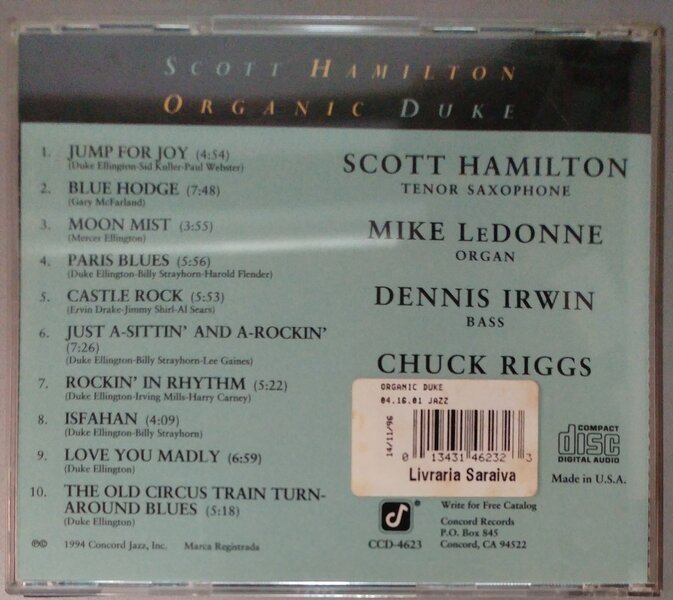 SCOTT HAMILTON
ORGANIC DUKE
1. JUMP FOR JOY (4:54)
(Duke Ellington-Sid Kuller-Paul Webster)
2. BLUE HODGE (7:48)
(Gary McFarland)
3. MOON MIST (3:55)
(Mercer Ellington)
4. PARIS BLUES (5:56)
(Duke Ellington-Billy Strayhorn-Harold Flender)
5. CASTLE ROCK (5:53)
(Ervin Drake-Jimmy Shirl-Al Sears)
6. JUST A-SITTIN' AND A-ROCKIN'
(7:26)
(Duke Ellington-Billy Strayhorn-Lee Gaines)
7. ROCKIN' IN RHYTHM (5:22)
(Duke Ellington-Irving Mills-Harry Carney)
8. ISFAHAN (4:09)
(Duke Ellington-Billy Strayhorn)
9. LOVE YOU MADLY (6:59)
(Duke Ellington)
10. THE OLD CIRCUS TRAIN TURN-
AROUND BLUES (5:18)
(Duke Ellington)
℗© 1994 Concord Jazz, Inc. Marca Registrada
SCOTT HAMILTON
TENOR SAXOPHONE
MIKE LEDONNE
ORGAN
DENNIS IRWIN
BASS
CHUCK RIGGS
ORGANIC DUKE
04.16.01 JAZZ
14/11/96
0 13431 46232 3
Livraria Saraiva
COMPACT
disc
DIGITAL AUDIO
Made in U.S.A.
CCD-4623
Write for Free Catalog
Concord Records
P.O. Box 845
Concord, CA 94522